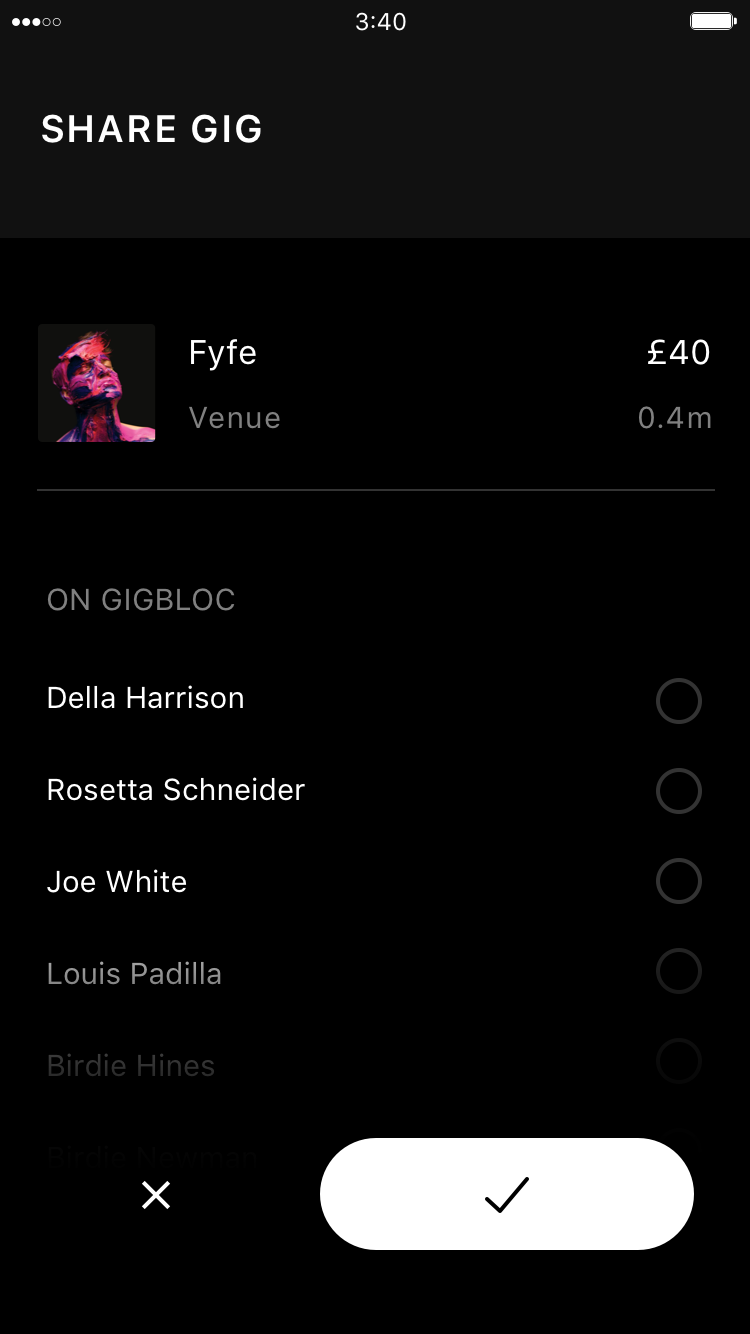 3:40
SHARE GIG
Fyfe £40
Venue 0.4m
ON GIGBLOC
Della Harrison
Rosetta Schneider
Joe White
Louis Padilla
Birdie Hines
Birdie Newman